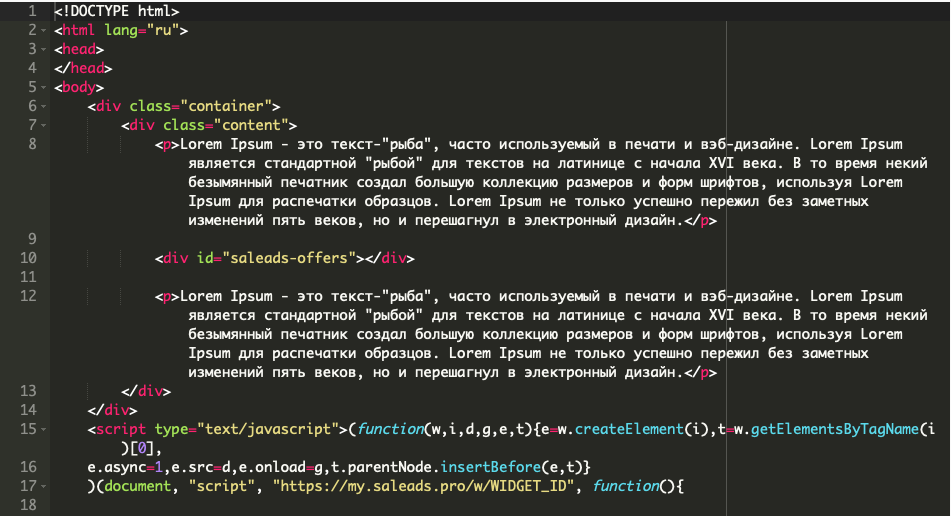 1 <!DOCTYPE html>
2 <html lang="ru">
3 <head>
4 </head>
5 <body>
6 <div class="container">
7 <div class="content">
8 <p>Lorem Ipsum - это текст-"рыба", часто используемый в печати и вэб-дизайне. Lorem Ipsum
является стандартной "рыбой" для текстов на латинице с начала XVI века. В то время некий
безымянный печатник создал большую коллекцию размеров и форм шрифтов, используя Lorem
Ipsum для распечатки образцов. Lorem Ipsum не только успешно пережил без заметных
изменений пять веков, но и перешагнул в электронный дизайн.</p>
9
10 <div id="saleads-offers"></div>
11
12 <p>Lorem Ipsum - это текст-"рыба", часто используемый в печати и вэб-дизайне. Lorem Ipsum
является стандартной "рыбой" для текстов на латинице с начала XVI века. В то время некий
безымянный печатник создал большую коллекцию размеров и форм шрифтов, используя Lorem
Ipsum для распечатки образцов. Lorem Ipsum не только успешно пережил без заметных
изменений пять веков, но и перешагнул в электронный дизайн.</p>
13 </div>
14 </div>
15 <script type="text/javascript">(function(w,i,d,g,e,t){e=w.createElement(i),t=w.getElementsByTagName(i
)[0],
16 e.async=1,e.src=d,e.onload=g,t.parentNode.insertBefore(e,t)}
17 )(document, "script", "https://my.saleads.pro/w/WIDGET_ID", function(){
18